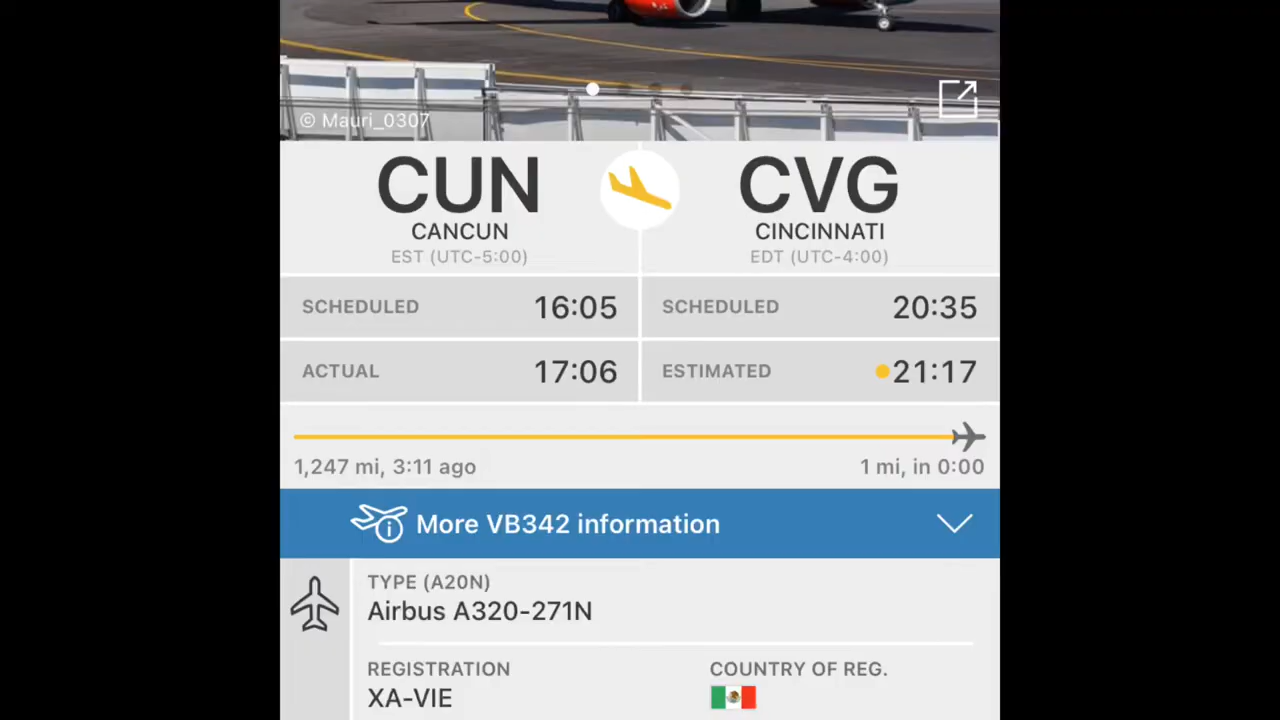 © Mauri_0307
CUN
CANCUN
EST (UTC-5:00)
CVG
CINCINNATI
EDT (UTC-4:00)
SCHEDULED 16:05
SCHEDULED 20:35
ACTUAL 17:06
ESTIMATED 21:17
1,247 mi, 3:11 ago
1 mi, in 0:00
More VB342 information
TYPE (A20N)
Airbus A320-271N
REGISTRATION
XA-VIE
COUNTRY OF REG.